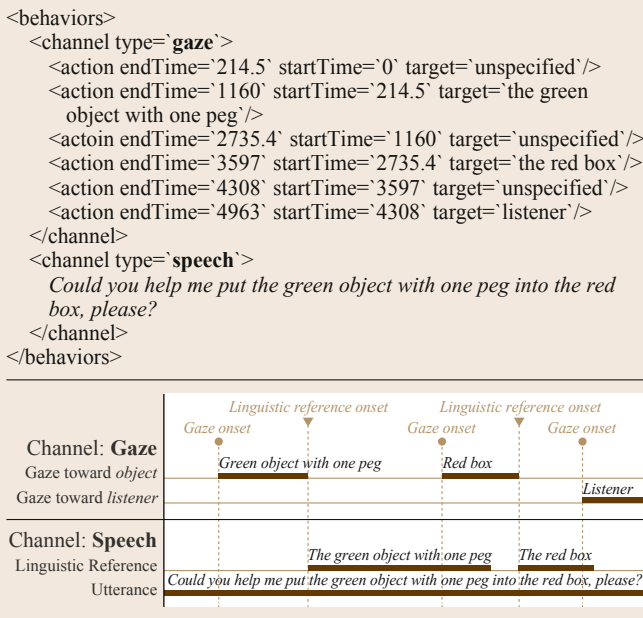 <behaviors>
<channel type=`gaze`>
<action endTime=`214.5` startTime=`0` target=`unspecified`/>
<action endTime=`1160` startTime=`214.5` target=`the green
object with one peg`/>
<actoin endTime=`2735.4` startTime=`1160` target=`unspecified`/>
<action endTime=`3597` startTime=`2735.4` target=`the red box`/>
<action endTime=`4308` startTime=`3597` target=`unspecified`/>
<action endTime=`4963` startTime=`4308` target=`listener`/>
</channel>
<channel type=`speech`>
Could you help me put the green object with one peg into the red
box, please?
</channel>
</behaviors>
Linguistic reference onset Linguistic reference onset
Gaze onset Gaze onset Gaze onset
Channel: Gaze
Gaze toward object Green object with one peg Red box
Gaze toward listener Listener
Channel: Speech
Linguistic Reference The green object with one peg The red box
Utterance Could you help me put the green object with one peg into the red box, please?